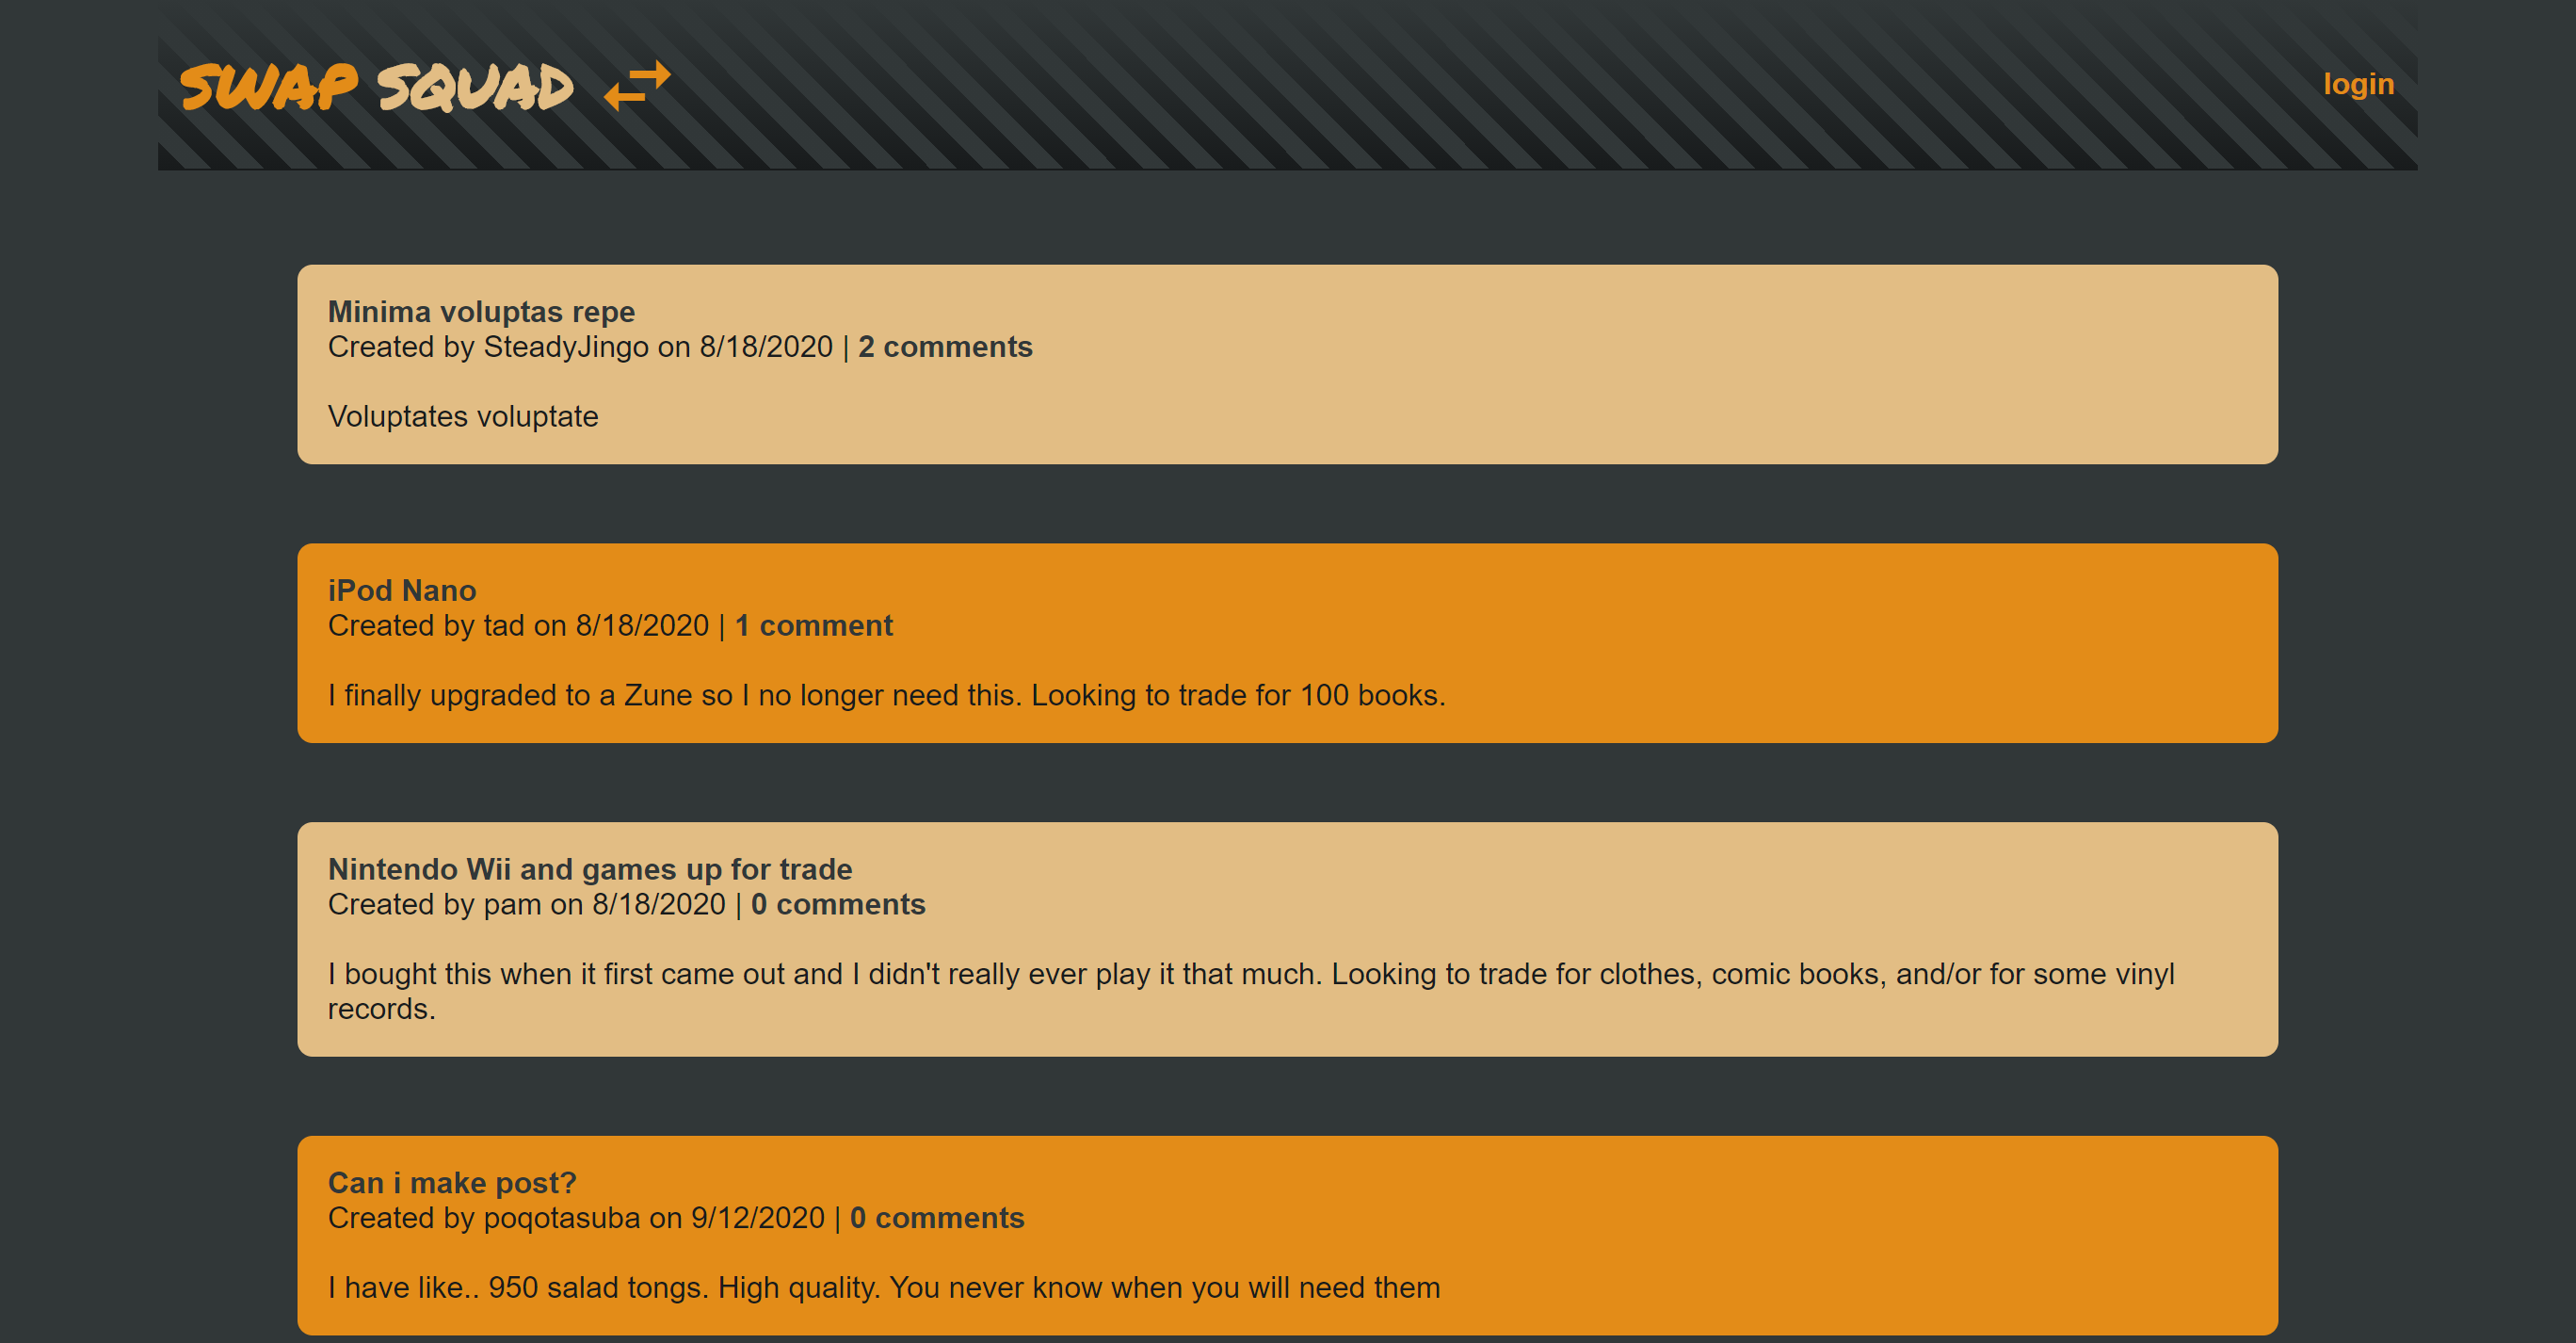 SWAP SQUAD
login
Minima voluptas repe
Created by SteadyJingo on 8/18/2020 | 2 comments
Voluptates voluptate
iPod Nano
Created by tad on 8/18/2020 | 1 comment
I finally upgraded to a Zune so I no longer need this. Looking to trade for 100 books.
Nintendo Wii and games up for trade
Created by pam on 8/18/2020 | 0 comments
I bought this when it first came out and I didn't really ever play it that much. Looking to trade for clothes, comic books, and/or for some vinyl
records.
Can i make post?
Created by poqotasuba on 9/12/2020 | 0 comments
I have like.. 950 salad tongs. High quality. You never know when you will need them